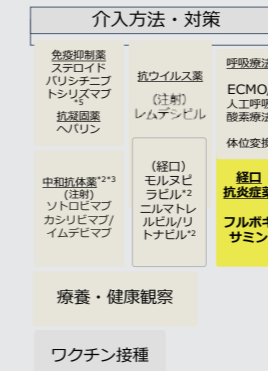 介入方法・対策
免疫抑制薬
ステロイド
バリシチニブ
トシリズマブ
*5
抗凝固薬
ヘパリン
抗ウイルス薬
(注射)
レムデシビル
呼吸療法
ECMO/
人工呼吸
酸素療法
体位変換
中和抗体薬*2*3
(注射)
ソトロビマブ
カシリビマブ/
イムデビマブ
(経口)
モルヌピ
ラビル*2
ニルマトレ
ルビル/リ
トナビル*2
経口
抗炎症薬
フルボキ
サミン
療養・健康観察
ワクチン接種